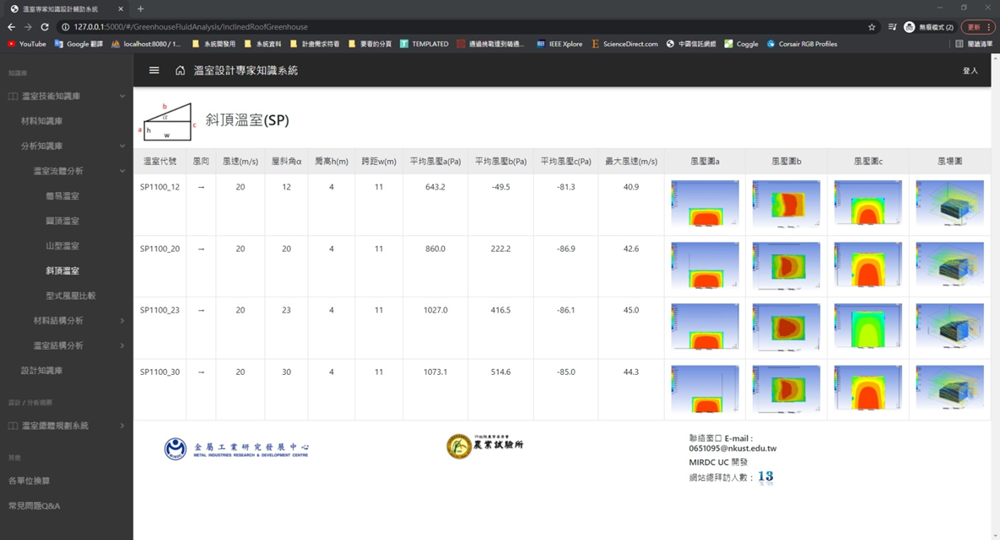 溫室專家知識設計輔助系統
127.0.0.1:5000/#/GreenhouseFluidAnalysis/InclinedRoofGreenhouse
無痕模式 (2)
更新
YouTube
Google 翻譯
localhost:8080 / 1...
系統開發用
系統資料
計畫需求待看
要看的分頁
TEMPLATED
透過挑戰達到精通...
IEEE Xplore
ScienceDirect.com
中國信託網銀
Coggle
Corsair RGB Profiles
閱讀清單
知識庫
溫室技術知識庫
材料知識庫
分析知識庫
溫室流體分析
簡易溫室
圓頂溫室
山型溫室
斜頂溫室
型式風壓比較
材料結構分析
溫室結構分析
設計知識庫
設計 / 分析規劃
溫室總體規劃系統
其他
各單位換算
常見問題Q&A
溫室設計專家知識系統
登入
b
α
a
h
c
w
斜頂溫室(SP)
溫室代號 風向 風速(m/s) 屋斜角α 肩高h(m) 跨距w(m) 平均風壓a(Pa) 平均風壓b(Pa) 平均風壓c(Pa) 最大風速(m/s) 風壓圖a 風壓圖b 風壓圖c 風場圖
SP1100_12 → 20 12 4 11 643.2 -49.5 -81.3 40.9
SP1100_20 → 20 20 4 11 860.0 222.2 -86.9 42.6
SP1100_23 → 20 23 4 11 1027.0 416.5 -86.1 45.0
SP1100_30 → 20 30 4 11 1073.1 514.6 -85.0 44.3
金屬工業研究發展中心
METAL INDUSTRIES RESEARCH & DEVELOPMENT CENTRE
行政院農業委員會
農業試驗所
聯絡窗口 E-mail :
0651095@nkust.edu.tw
MIRDC UC 開發
網站總拜訪人數： 13